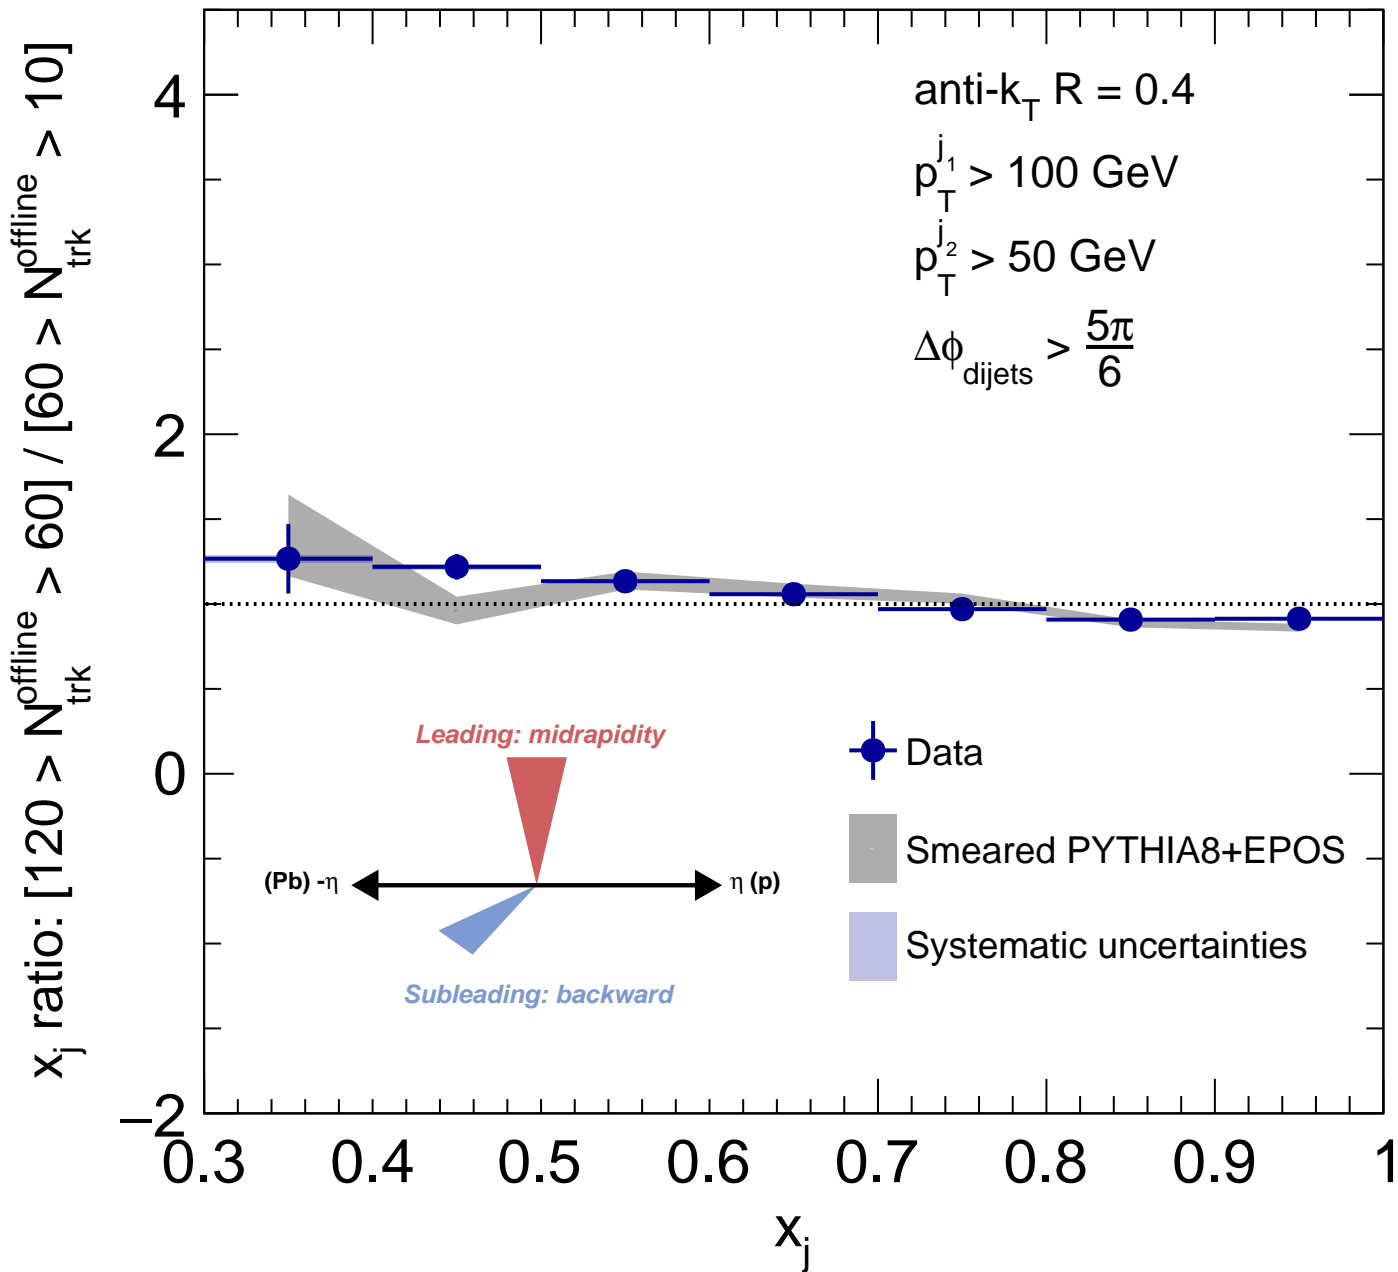 x_j ratio: [120 > N_trk^offline > 60] / [60 > N_trk^offline > 10]
4
2
0
−2
anti-k_T R = 0.4
p_T^j_1 > 100 GeV
p_T^j_2 > 50 GeV
Δϕ_dijets > 5π/6
Leading: midrapidity
(Pb) -η
η (p)
Subleading: backward
Data
Smeared PYTHIA8+EPOS
Systematic uncertainties
0.3 0.4 0.5 0.6 0.7 0.8 0.9 1
x_j